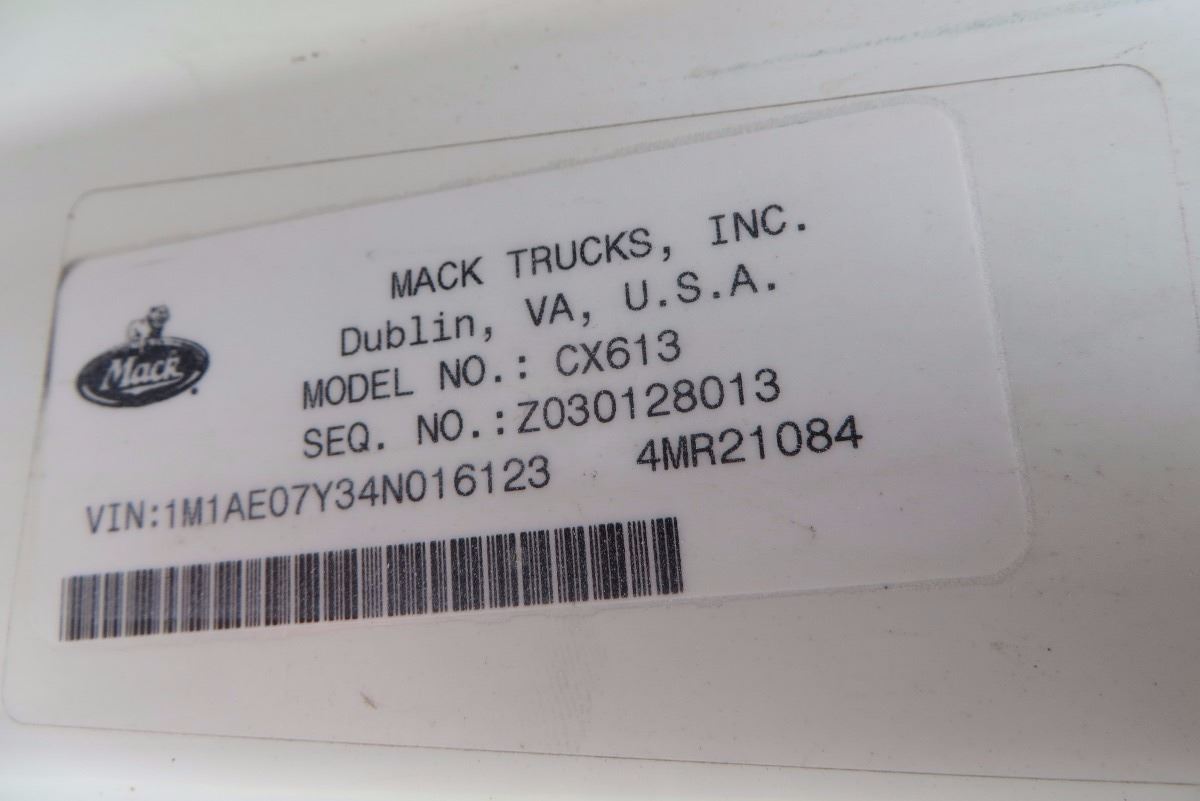 MACK TRUCKS, INC.
Dublin, VA, U.S.A.
Mack
MODEL NO.: CX613
SEQ. NO.:Z030128013
VIN:1M1AE07Y34N016123 4MR21084